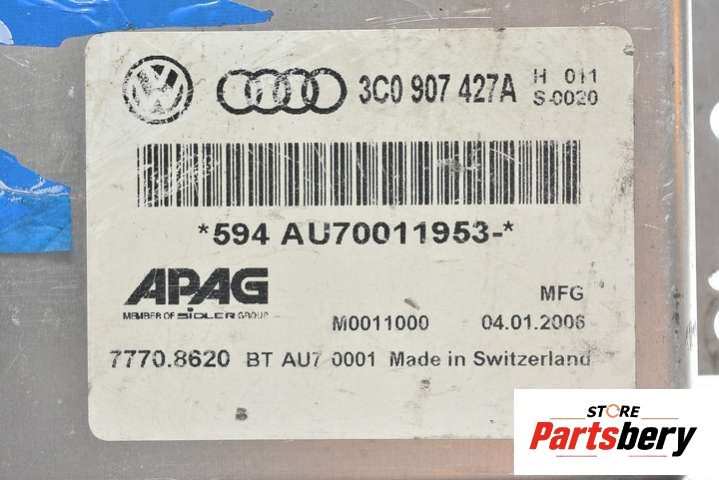 3C0 907 427A H 011
S-0020
*594 AU70011953-*
APAG
MEMBER OF SIDLER GROUP
MFG
M0011000 04.01.2006
7770.8620 BT AU7 0001 Made in Switzerland
STORE
Partsbery